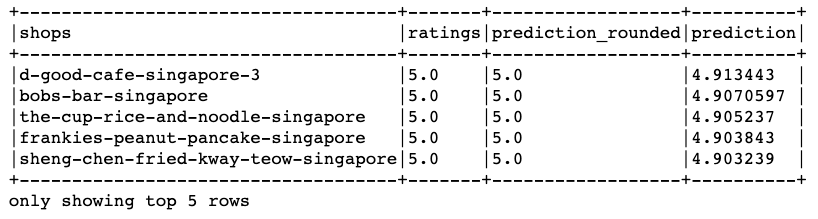 +------------------------------------+-------+------------------+----------+
|shops                               |ratings|prediction_rounded|prediction|
+------------------------------------+-------+------------------+----------+
|d-good-cafe-singapore-3             |5.0    |5.0               |4.913443  |
|bobs-bar-singapore                  |5.0    |5.0               |4.9070597 |
|the-cup-rice-and-noodle-singapore   |5.0    |5.0               |4.905237  |
|frankies-peanut-pancake-singapore   |5.0    |5.0               |4.903843  |
|sheng-chen-fried-kway-teow-singapore|5.0    |5.0               |4.903239  |
+------------------------------------+-------+------------------+----------+
only showing top 5 rows